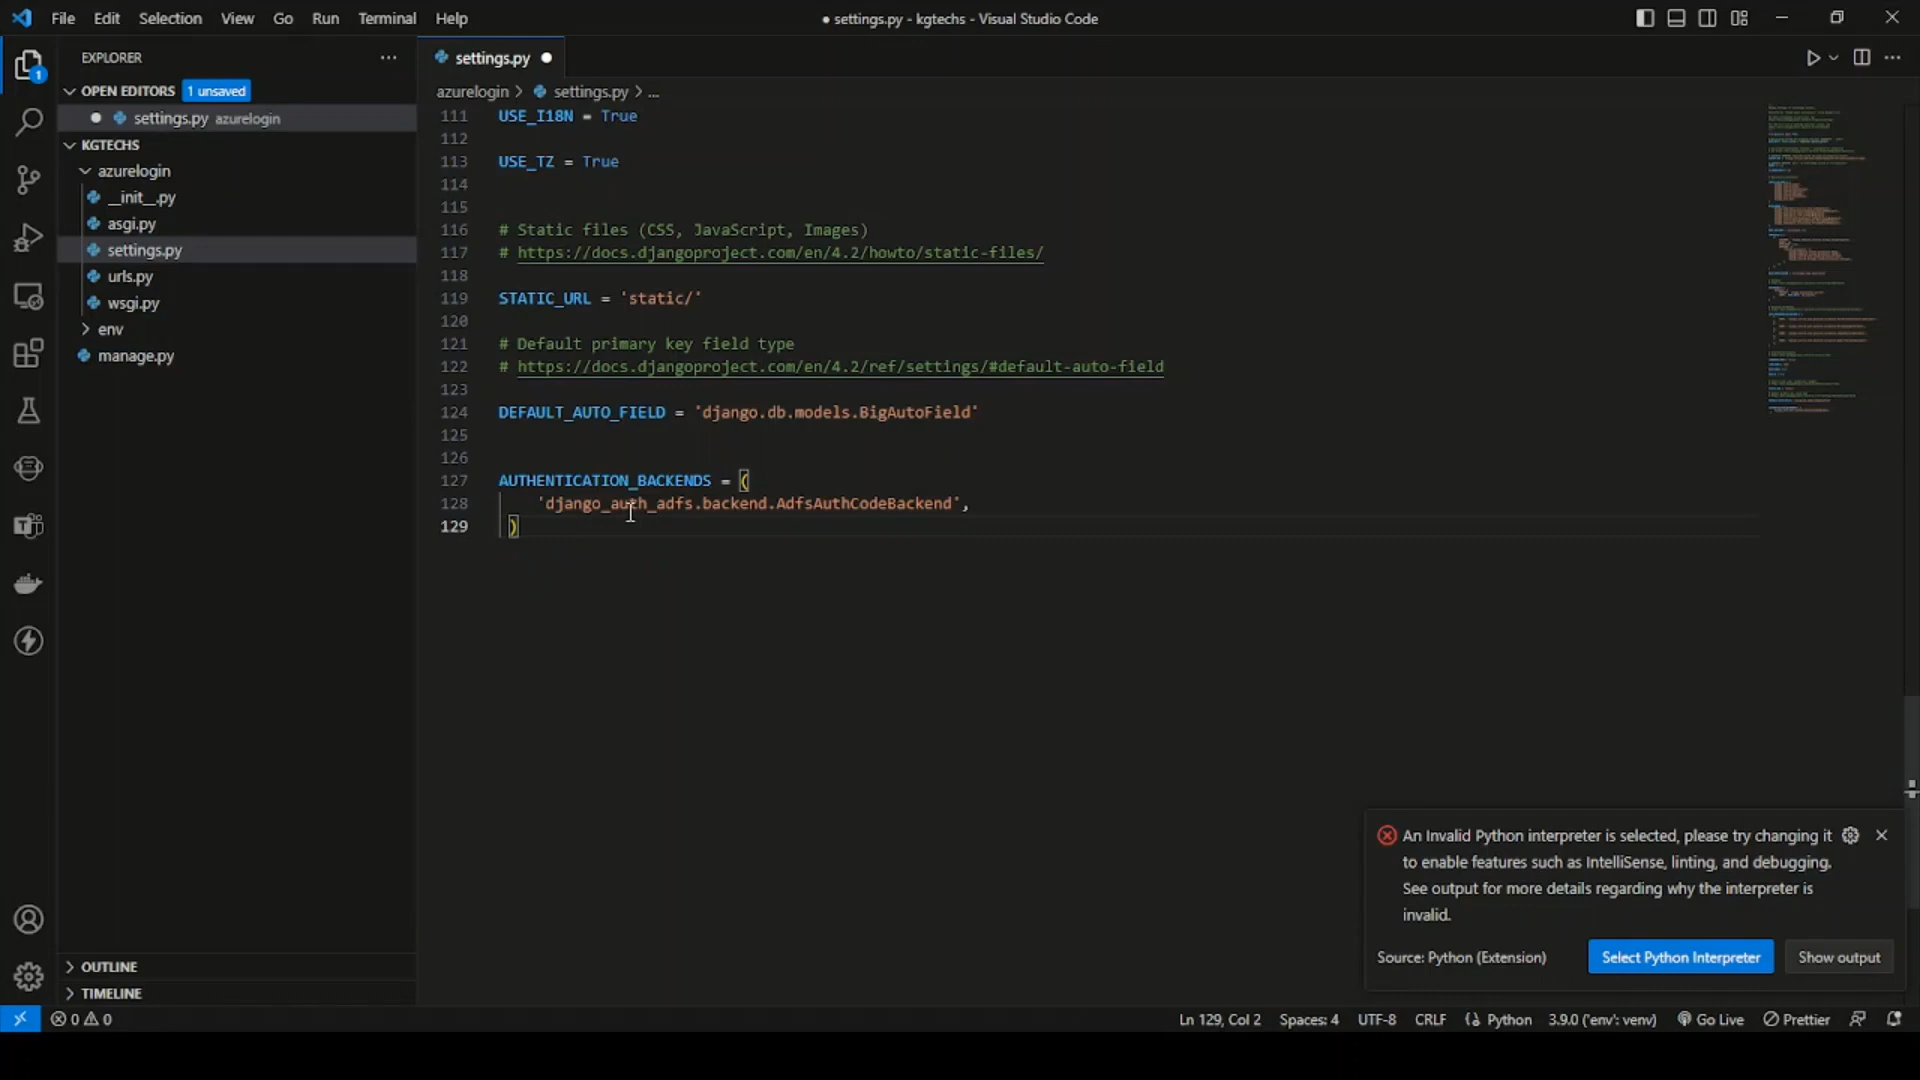 File Edit Selection View Go Run Terminal Help
● settings.py - kgtechs - Visual Studio Code
EXPLORER
OPEN EDITORS 1 unsaved
settings.py azurelogin
KGTECHS
azurelogin
__init__.py
asgi.py
settings.py
urls.py
wsgi.py
env
manage.py
OUTLINE
TIMELINE
1
settings.py
azurelogin > settings.py > ...
111 USE_I18N = True
112
113 USE_TZ = True
114
115
116 # Static files (CSS, JavaScript, Images)
117 # https://docs.djangoproject.com/en/4.2/howto/static-files/
118
119 STATIC_URL = 'static/'
120
121 # Default primary key field type
122 # https://docs.djangoproject.com/en/4.2/ref/settings/#default-auto-field
123
124 DEFAULT_AUTO_FIELD = 'django.db.models.BigAutoField'
125
126
127 AUTHENTICATION_BACKENDS = (
128 'django_auth_adfs.backend.AdfsAuthCodeBackend',
129 )
An Invalid Python interpreter is selected, please try changing it
to enable features such as IntelliSense, linting, and debugging.
See output for more details regarding why the interpreter is
invalid.
Source: Python (Extension) Select Python Interpreter Show output
0 0 Ln 129, Col 2 Spaces: 4 UTF-8 CRLF Python 3.9.0 ('env': venv) Go Live Prettier